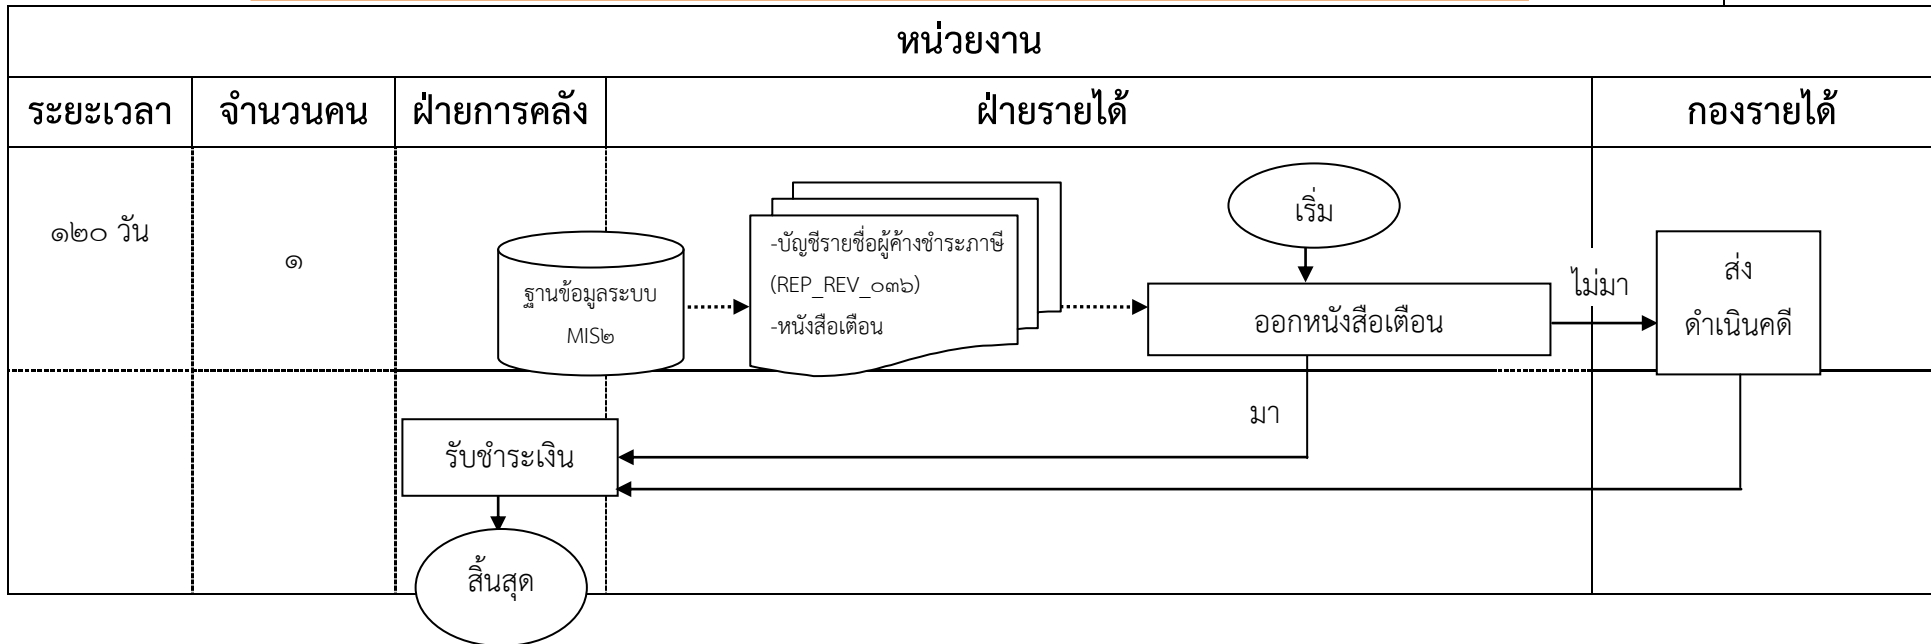 หน่วยงาน
ระยะเวลา จำนวนคน ฝ่ายการคลัง ฝ่ายรายได้ กองรายได้
๑๒๐ วัน
๑
ฐานข้อมูลระบบ
MIS๒
-บัญชีรายชื่อผู้ค้างชำระภาษี
(REP_REV_๐๓๖)
-หนังสือเตือน
เริ่ม
ออกหนังสือเตือน
ไม่มา
ส่ง
ดำเนินคดี
มา
รับชำระเงิน
สิ้นสุด